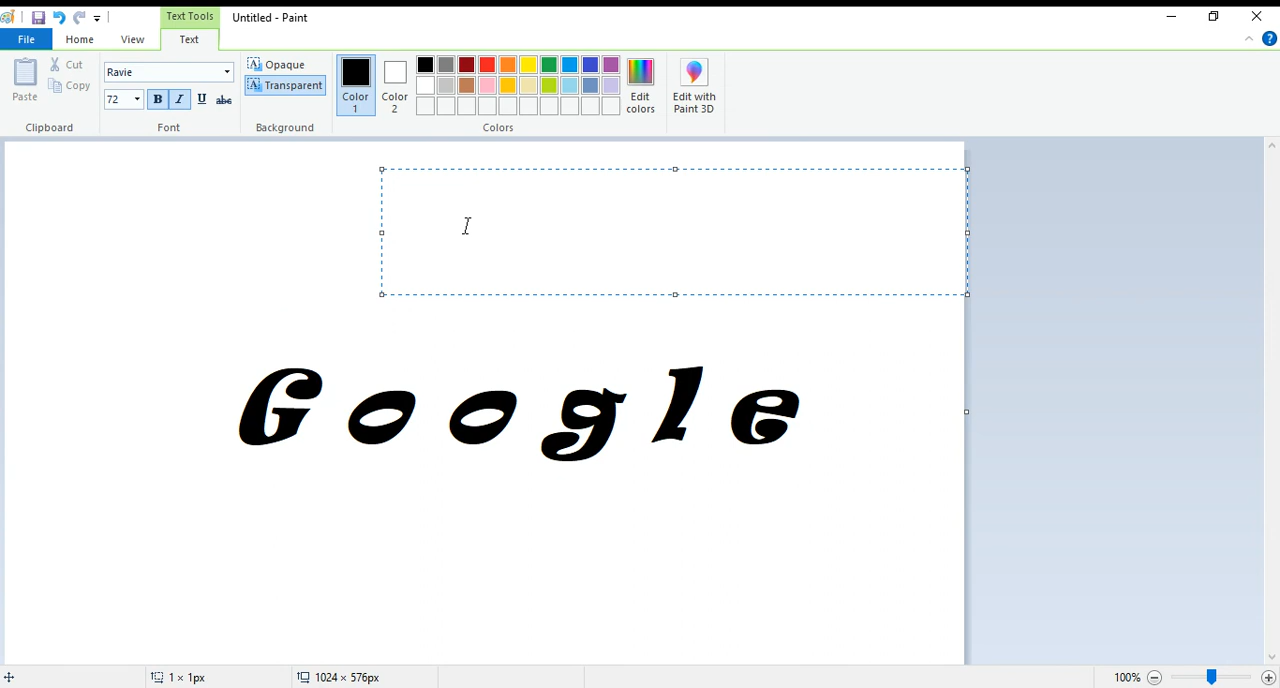 Text Tools
Untitled - Paint
File
Home
View
Text
Paste
Cut
Copy
Clipboard
Ravie
72
B
I
U
abc
Font
A Opaque
A Transparent
Background
Color 1
Color 2
Edit colors
Colors
Edit with Paint 3D
?
G o o g l e
1 × 1px
1024 × 576px
100%